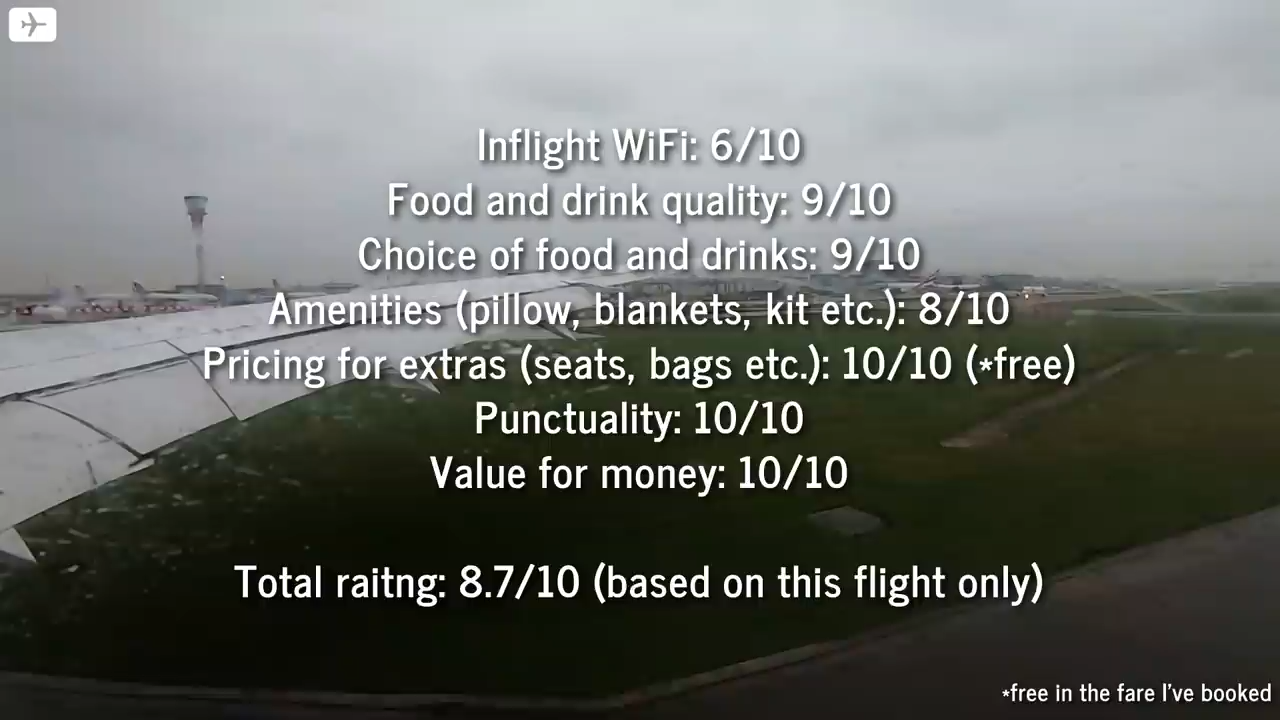 Inflight WiFi: 6/10
Food and drink quality: 9/10
Choice of food and drinks: 9/10
Amenities (pillow, blankets, kit etc.): 8/10
Pricing for extras (seats, bags etc.): 10/10 (*free)
Punctuality: 10/10
Value for money: 10/10
Total raitng: 8.7/10 (based on this flight only)
*free in the fare I've booked